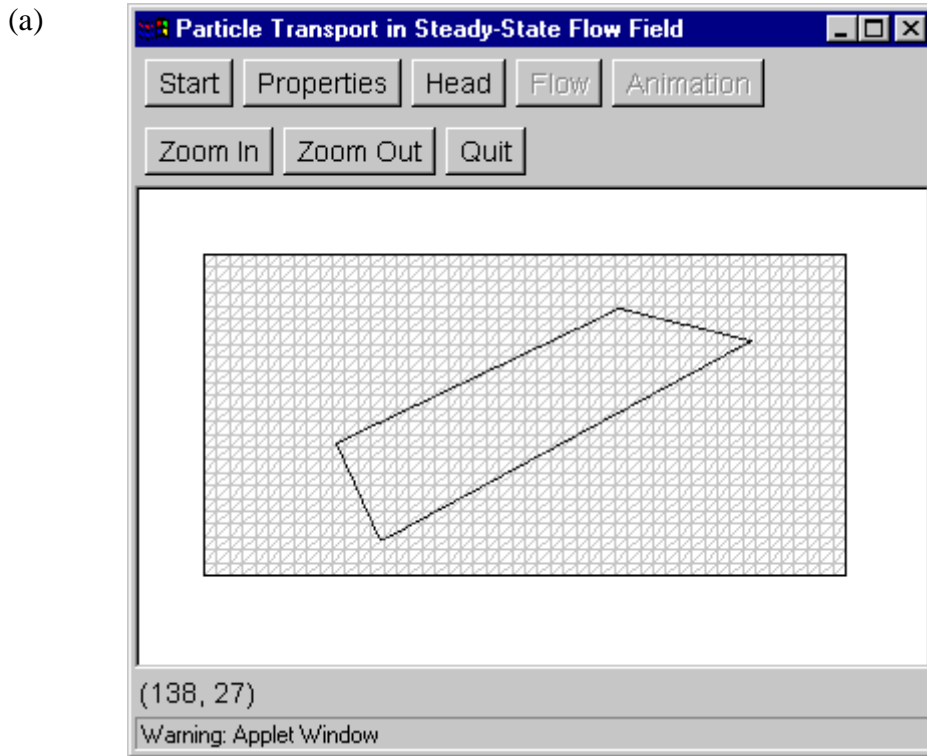 (a)
Particle Transport in Steady-State Flow Field
Start Properties Head Flow Animation
Zoom In Zoom Out Quit
(138, 27)
Warning: Applet Window